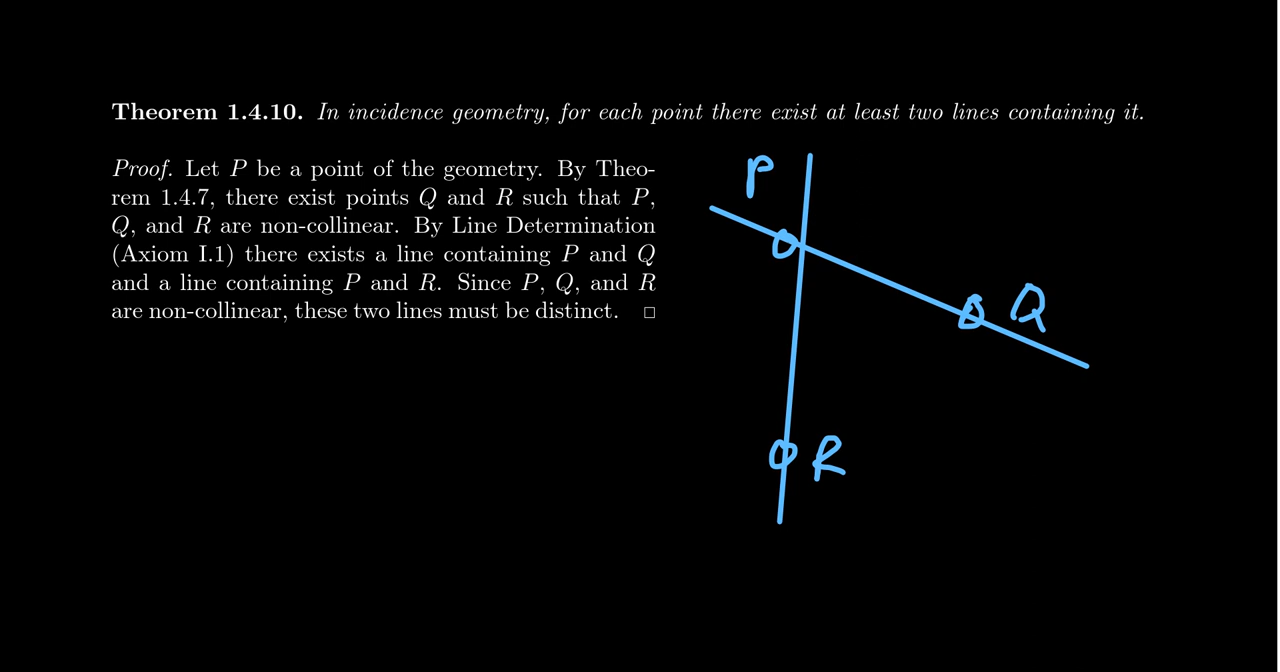 Theorem 1.4.10. In incidence geometry, for each point there exist at least two lines containing it.
Proof. Let P be a point of the geometry. By Theo-
rem 1.4.7, there exist points Q and R such that P,
Q, and R are non-collinear. By Line Determination
(Axiom I.1) there exists a line containing P and Q
and a line containing P and R. Since P, Q, and R
are non-collinear, these two lines must be distinct. □
P
Q
R